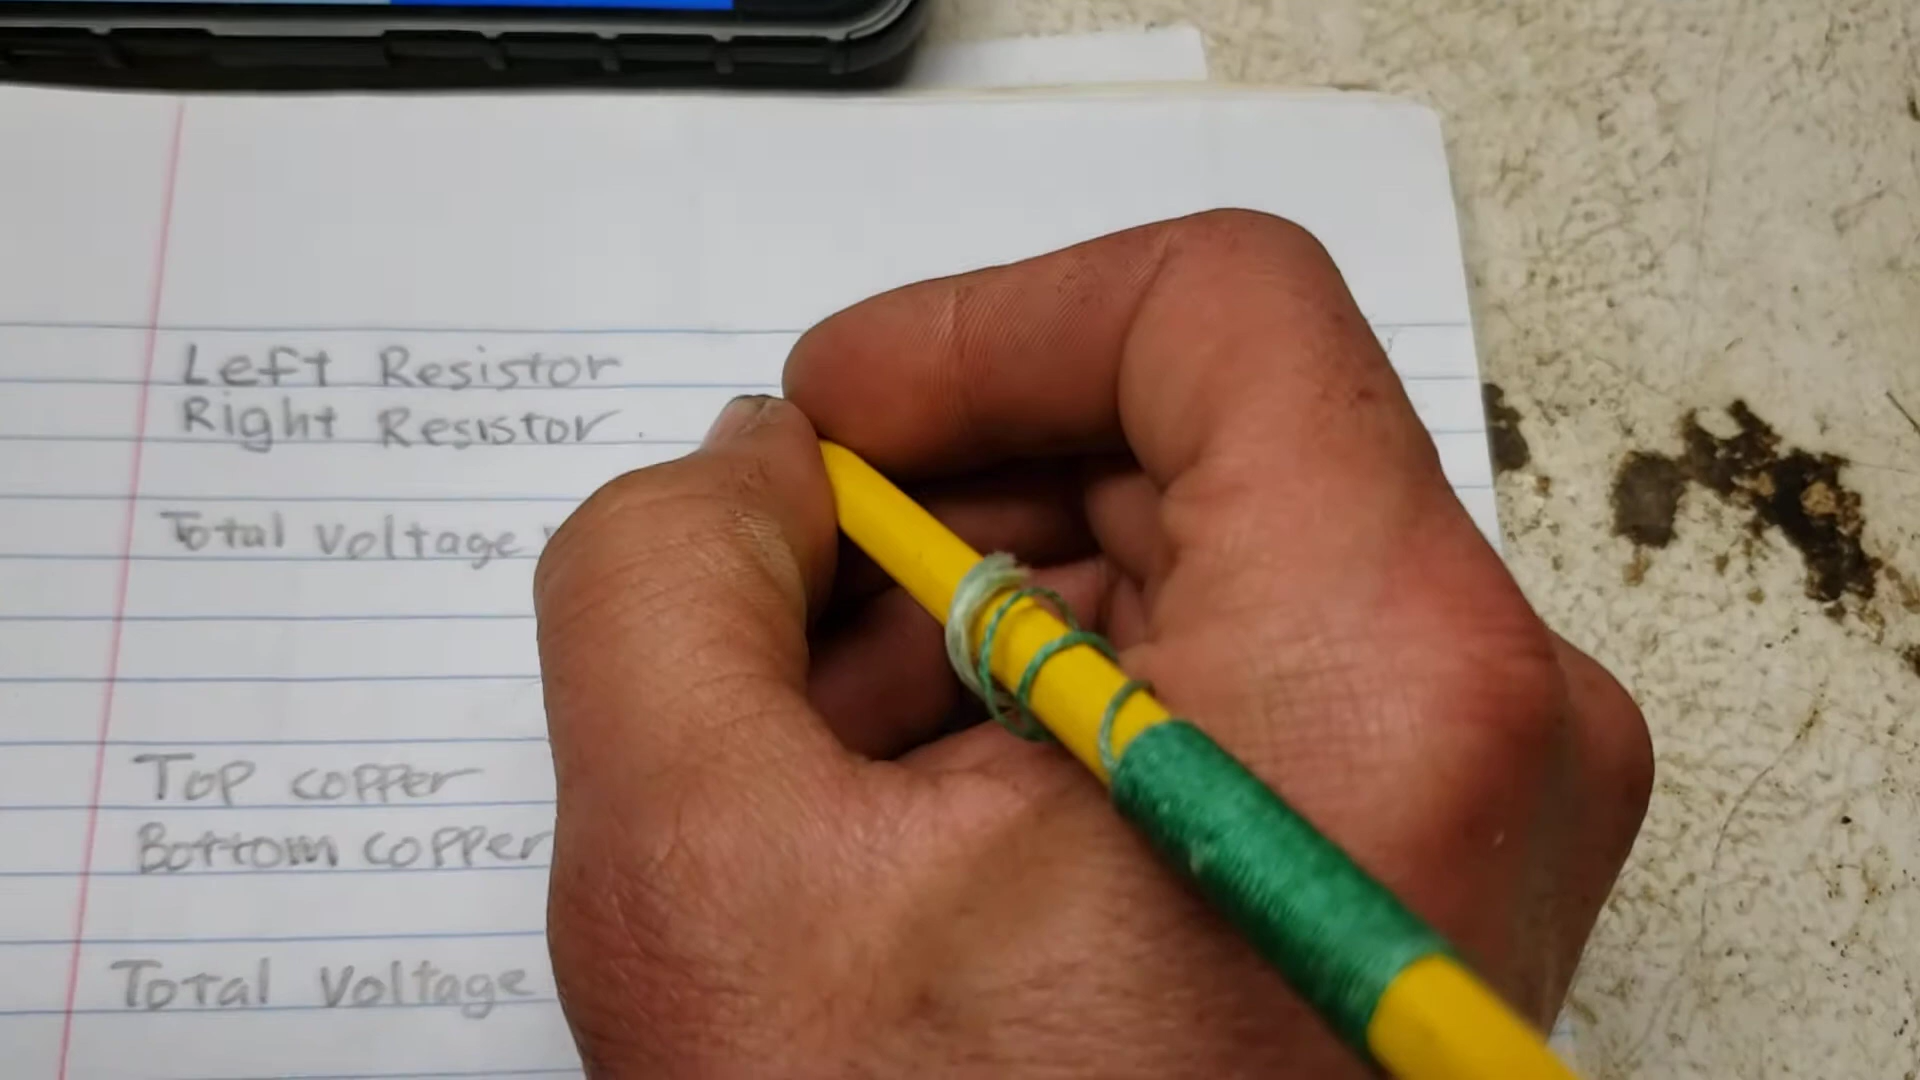 Left Resistor
Right Resistor
Total voltage
Top copper
Bottom copper
Total Voltage